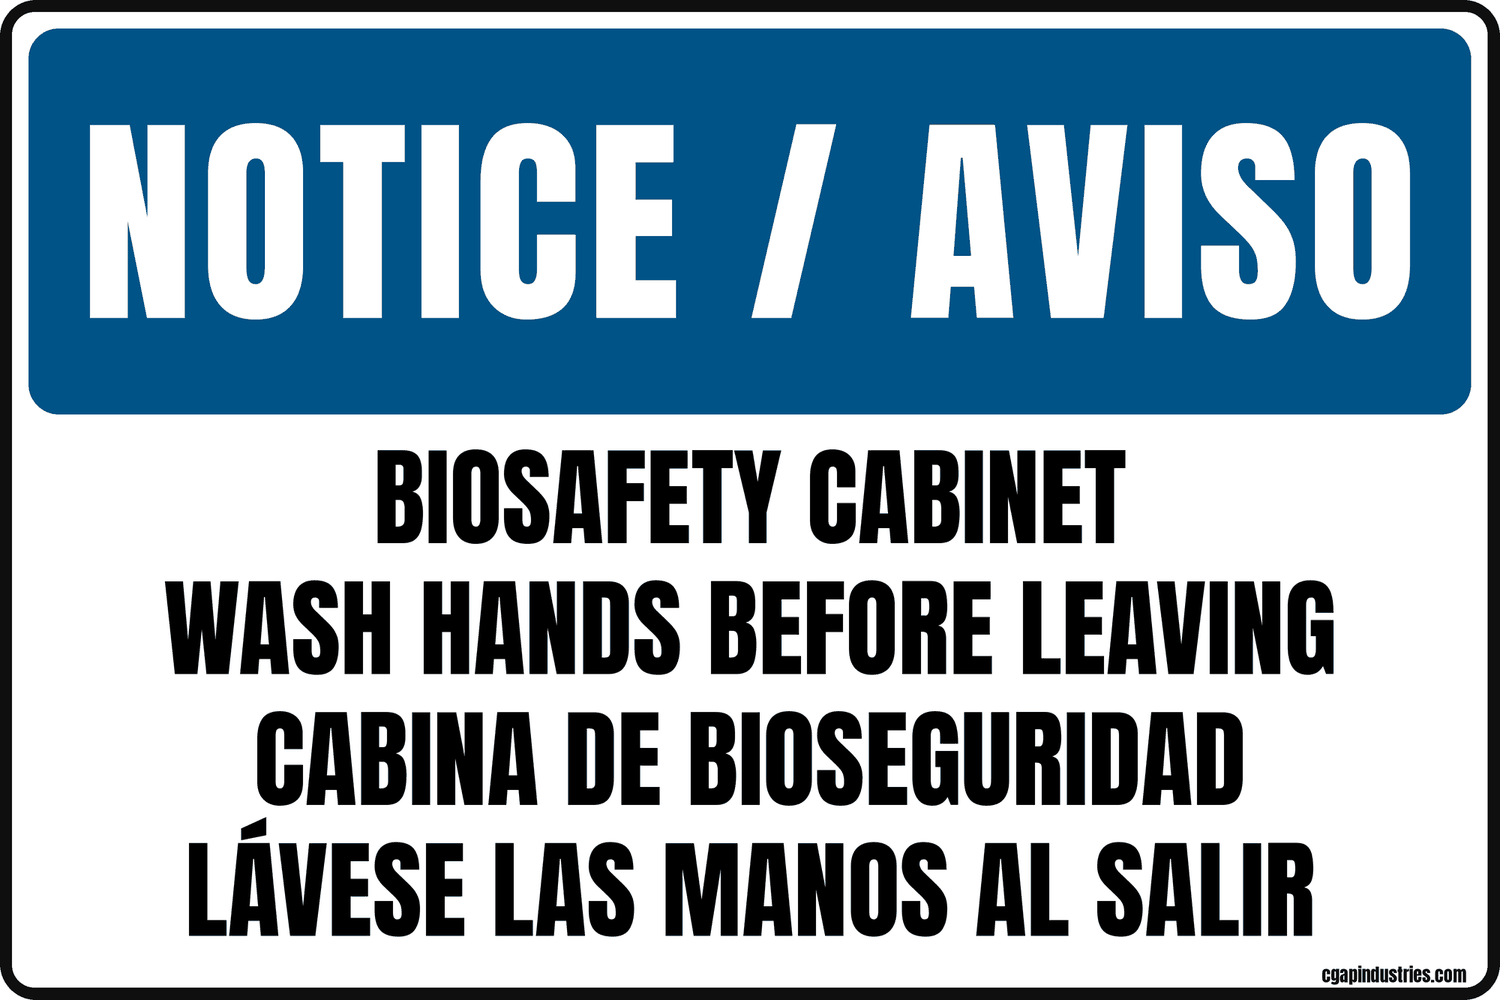 NOTICE / AVISO
BIOSAFETY CABINET
WASH HANDS BEFORE LEAVING
CABINA DE BIOSEGURIDAD
LÁVESE LAS MANOS AL SALIR
cgapindustries.com